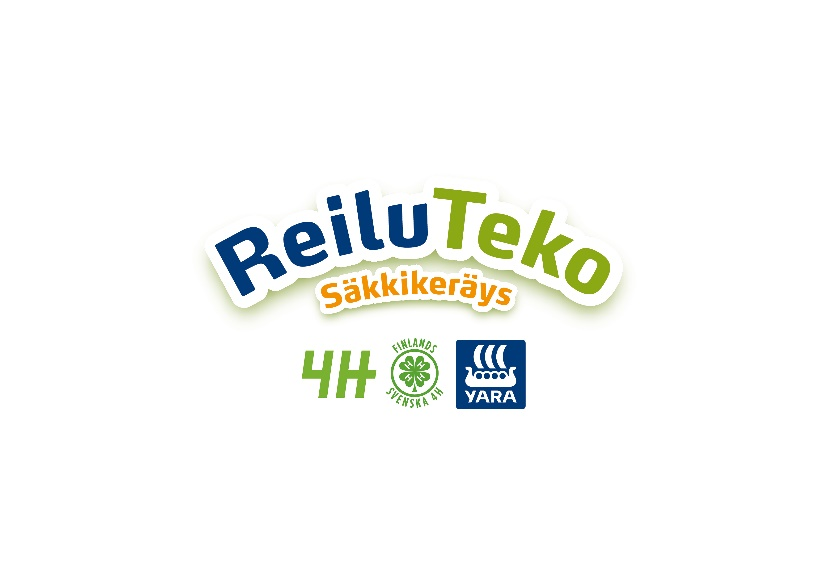 ReiluTeko
Säkkikeräys
4H
FINLANDS
SVENSKA 4H
YARA